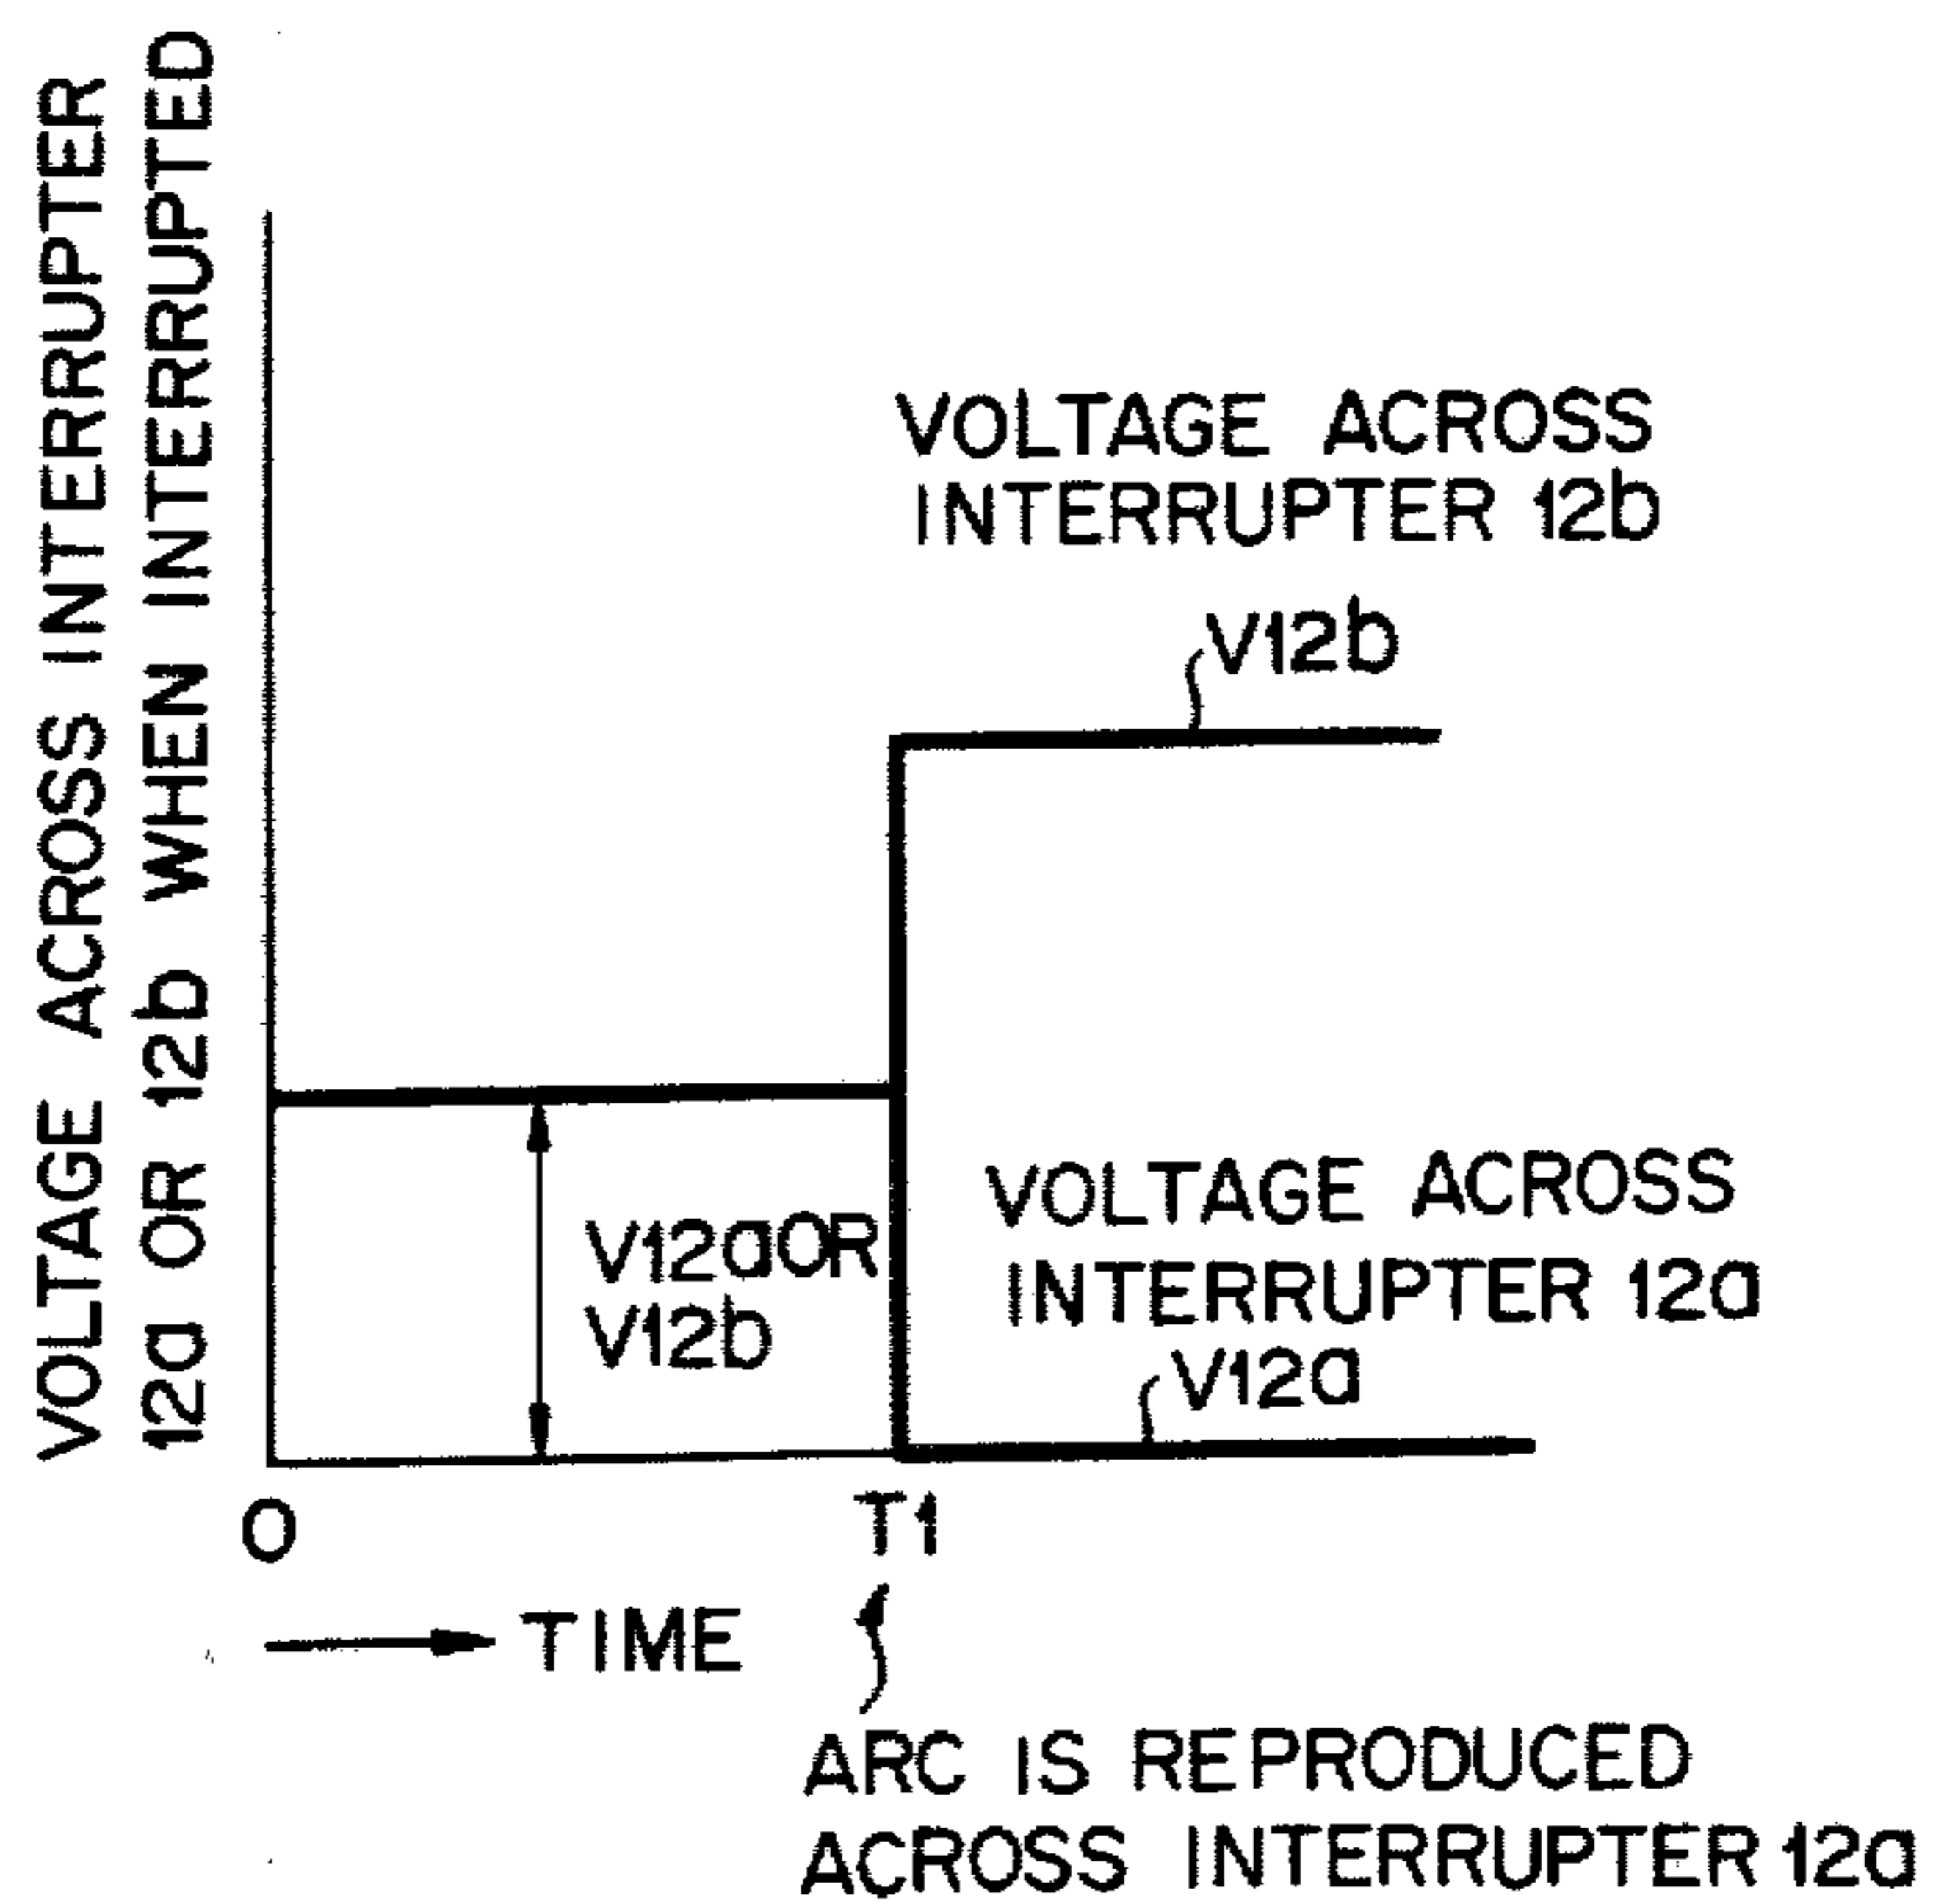 VOLTAGE ACROSS INTERRUPTER
12a OR 12b WHEN INTERRUPTED
VOLTAGE ACROSS
INTERRUPTER 12b
V12b
V12a OR
V12b
VOLTAGE ACROSS
INTERRUPTER 12a
V12a
O
T1
TIME
ARC IS REPRODUCED
ACROSS INTERRUPTER 12a